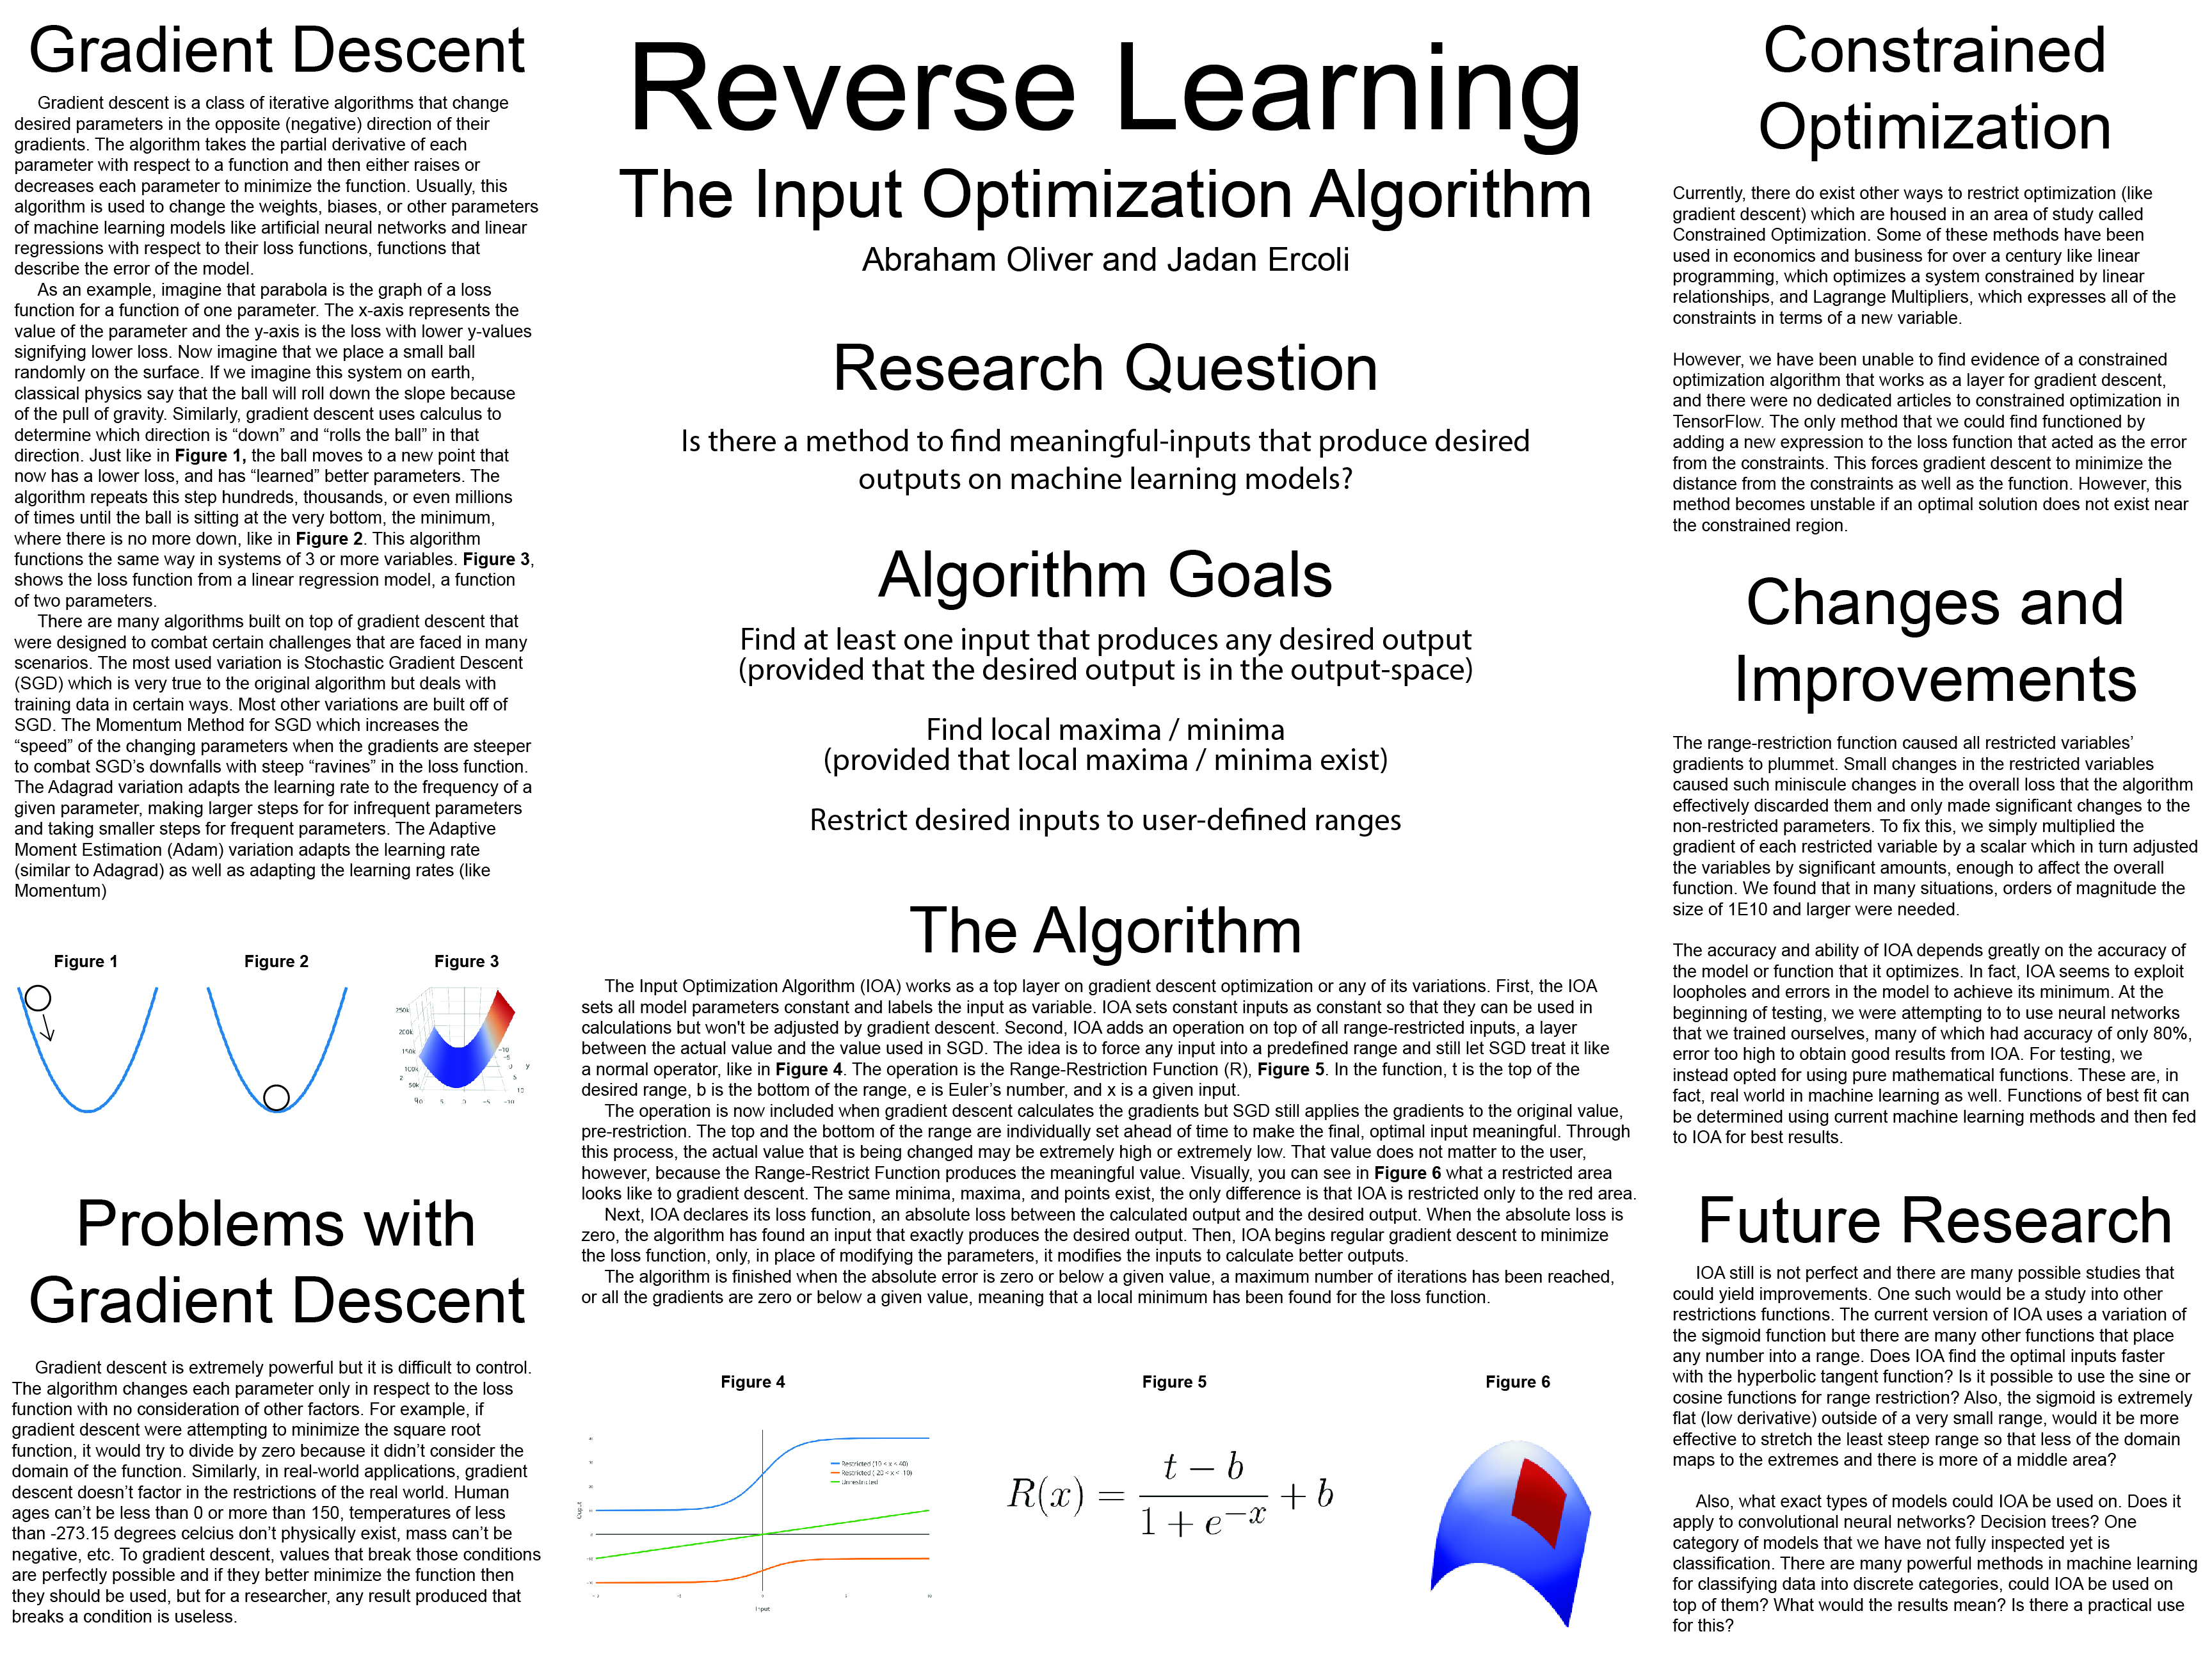 Gradient Descent
Gradient descent is a class of iterative algorithms that change
desired parameters in the opposite (negative) direction of their
gradients. The algorithm takes the partial derivative of each
parameter with respect to a function and then either raises or
decreases each parameter to minimize the function. Usually, this
algorithm is used to change the weights, biases, or other parameters
of machine learning models like artificial neural networks and linear
regressions with respect to their loss functions, functions that
describe the error of the model.
As an example, imagine that parabola is the graph of a loss
function for a function of one parameter. The x-axis represents the
value of the parameter and the y-axis is the loss with lower y-values
signifying lower loss. Now imagine that we place a small ball
randomly on the surface. If we imagine this system on earth,
classical physics say that the ball will roll down the slope because
of the pull of gravity. Similarly, gradient descent uses calculus to
determine which direction is “down” and “rolls the ball” in that
direction. Just like in Figure 1, the ball moves to a new point that
now has a lower loss, and has “learned” better parameters. The
algorithm repeats this step hundreds, thousands, or even millions
of times until the ball is sitting at the very bottom, the minimum,
where there is no more down, like in Figure 2. This algorithm
functions the same way in systems of 3 or more variables. Figure 3,
shows the loss function from a linear regression model, a function
of two parameters.
There are many algorithms built on top of gradient descent that
were designed to combat certain challenges that are faced in many
scenarios. The most used variation is Stochastic Gradient Descent
(SGD) which is very true to the original algorithm but deals with
training data in certain ways. Most other variations are built off of
SGD. The Momentum Method for SGD which increases the
“speed” of the changing parameters when the gradients are steeper
to combat SGD’s downfalls with steep “ravines” in the loss function.
The Adagrad variation adapts the learning rate to the frequency of a
given parameter, making larger steps for for infrequent parameters
and taking smaller steps for frequent parameters. The Adaptive
Moment Estimation (Adam) variation adapts the learning rate
(similar to Adagrad) as well as adapting the learning rates (like
Momentum)
Figure 1
Figure 2
Figure 3
250k
200k
150k
100k
50k
Problems with
Gradient Descent
Gradient descent is extremely powerful but it is difficult to control.
The algorithm changes each parameter only in respect to the loss
function with no consideration of other factors. For example, if
gradient descent were attempting to minimize the square root
function, it would try to divide by zero because it didn’t consider the
domain of the function. Similarly, in real-world applications, gradient
descent doesn’t factor in the restrictions of the real world. Human
ages can’t be less than 0 or more than 150, temperatures of less
than -273.15 degrees celcius don’t physically exist, mass can’t be
negative, etc. To gradient descent, values that break those conditions
are perfectly possible and if they better minimize the function then
they should be used, but for a researcher, any result produced that
breaks a condition is useless.
Reverse Learning
The Input Optimization Algorithm
Abraham Oliver and Jadan Ercoli
Research Question
Is there a method to find meaningful-inputs that produce desired
outputs on machine learning models?
Algorithm Goals
Find at least one input that produces any desired output
(provided that the desired output is in the output-space)
Find local maxima / minima
(provided that local maxima / minima exist)
Restrict desired inputs to user-defined ranges
The Algorithm
The Input Optimization Algorithm (IOA) works as a top layer on gradient descent optimization or any of its variations. First, the IOA
sets all model parameters constant and labels the input as variable. IOA sets constant inputs as constant so that they can be used in
calculations but won't be adjusted by gradient descent. Second, IOA adds an operation on top of all range-restricted inputs, a layer
between the actual value and the value used in SGD. The idea is to force any input into a predefined range and still let SGD treat it like
a normal operator, like in Figure 4. The operation is the Range-Restriction Function (R), Figure 5. In the function, t is the top of the
desired range, b is the bottom of the range, e is Euler’s number, and x is a given input.
The operation is now included when gradient descent calculates the gradients but SGD still applies the gradients to the original value,
pre-restriction. The top and the bottom of the range are individually set ahead of time to make the final, optimal input meaningful. Through
this process, the actual value that is being changed may be extremely high or extremely low. That value does not matter to the user,
however, because the Range-Restrict Function produces the meaningful value. Visually, you can see in Figure 6 what a restricted area
looks like to gradient descent. The same minima, maxima, and points exist, the only difference is that IOA is restricted only to the red area.
Next, IOA declares its loss function, an absolute loss between the calculated output and the desired output. When the absolute loss is
zero, the algorithm has found an input that exactly produces the desired output. Then, IOA begins regular gradient descent to minimize
the loss function, only, in place of modifying the parameters, it modifies the inputs to calculate better outputs.
The algorithm is finished when the absolute error is zero or below a given value, a maximum number of iterations has been reached,
or all the gradients are zero or below a given value, meaning that a local minimum has been found for the loss function.
Figure 4
Restricted (10 < x < 40)
Restricted (-20 < x < -10)
Unrestricted
Output
Input
Figure 5
R(x) = t − b / 1 + e^−x + b
Figure 6
Constrained
Optimization
Currently, there do exist other ways to restrict optimization (like
gradient descent) which are housed in an area of study called
Constrained Optimization. Some of these methods have been
used in economics and business for over a century like linear
programming, which optimizes a system constrained by linear
relationships, and Lagrange Multipliers, which expresses all of the
constraints in terms of a new variable.
However, we have been unable to find evidence of a constrained
optimization algorithm that works as a layer for gradient descent,
and there were no dedicated articles to constrained optimization in
TensorFlow. The only method that we could find functioned by
adding a new expression to the loss function that acted as the error
from the constraints. This forces gradient descent to minimize the
distance from the constraints as well as the function. However, this
method becomes unstable if an optimal solution does not exist near
the constrained region.
Changes and
Improvements
The range-restriction function caused all restricted variables’
gradients to plummet. Small changes in the restricted variables
caused such miniscule changes in the overall loss that the algorithm
effectively discarded them and only made significant changes to the
non-restricted parameters. To fix this, we simply multiplied the
gradient of each restricted variable by a scalar which in turn adjusted
the variables by significant amounts, enough to affect the overall
function. We found that in many situations, orders of magnitude the
size of 1E10 and larger were needed.
The accuracy and ability of IOA depends greatly on the accuracy of
the model or function that it optimizes. In fact, IOA seems to exploit
loopholes and errors in the model to achieve its minimum. At the
beginning of testing, we were attempting to to use neural networks
that we trained ourselves, many of which had accuracy of only 80%,
error too high to obtain good results from IOA. For testing, we
instead opted for using pure mathematical functions. These are, in
fact, real world in machine learning as well. Functions of best fit can
be determined using current machine learning methods and then fed
to IOA for best results.
Future Research
IOA still is not perfect and there are many possible studies that
could yield improvements. One such would be a study into other
restrictions functions. The current version of IOA uses a variation of
the sigmoid function but there are many other functions that place
any number into a range. Does IOA find the optimal inputs faster
with the hyperbolic tangent function? Is it possible to use the sine or
cosine functions for range restriction? Also, the sigmoid is extremely
flat (low derivative) outside of a very small range, would it be more
effective to stretch the least steep range so that less of the domain
maps to the extremes and there is more of a middle area?
Also, what exact types of models could IOA be used on. Does it
apply to convolutional neural networks? Decision trees? One
category of models that we have not fully inspected yet is
classification. There are many powerful methods in machine learning
for classifying data into discrete categories, could IOA be used on
top of them? What would the results mean? Is there a practical use
for this?